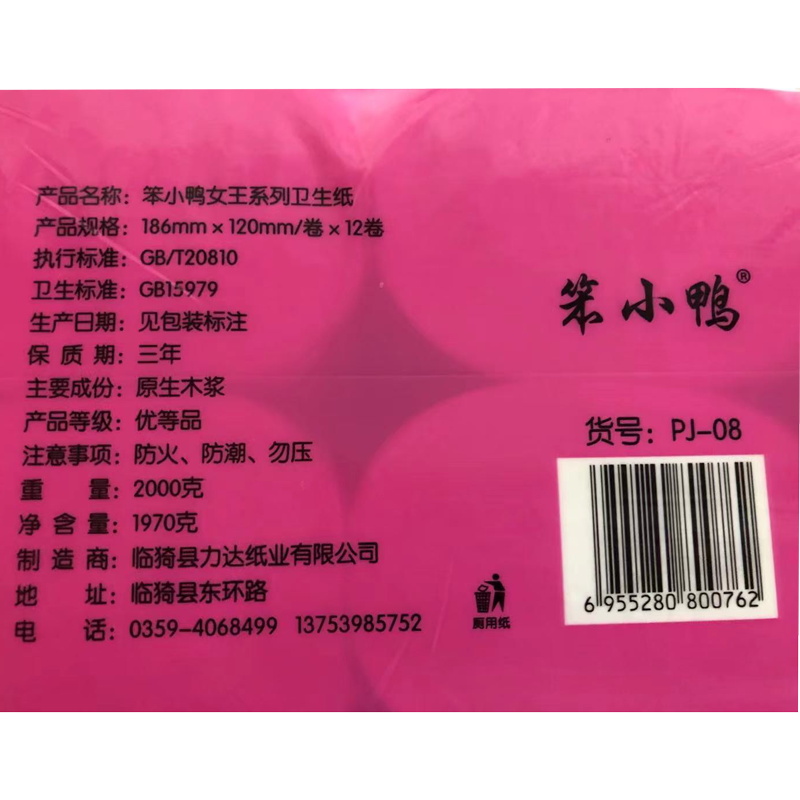 产品名称：笨小鸭女王系列卫生纸
产品规格：186mm×120mm/卷×12卷
执行标准：GB/T20810
卫生标准：GB15979
生产日期：见包装标注
保质期：三年
主要成份：原生木浆
产品等级：优等品
注意事项：防火、防潮、勿压
重量：2000克
净含量：1970克
制造商：临猗县力达纸业有限公司
地址：临猗县东环路
电话：0359-4068499 13753985752
厕用纸
笨小鸭®
货号：PJ-08
6 955280 800762